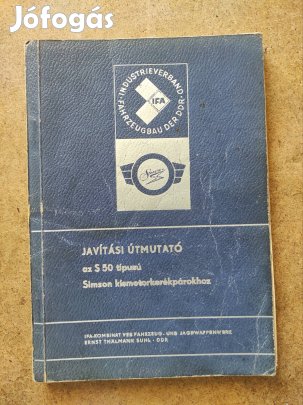 Jófogás
INDUSTRIEVERBAND
FAHRZEUGBAU DER DDR
IFA
Simson
JAVÍTÁSI ÚTMUTATÓ
az S 50 típusú
Simson kismotorkerékpárokhoz
IFA-KOMBINAT VEB FAHRZEUG- UND JAGDWAFFENWERK
ERNST THÄLMANN SUHL · DDR